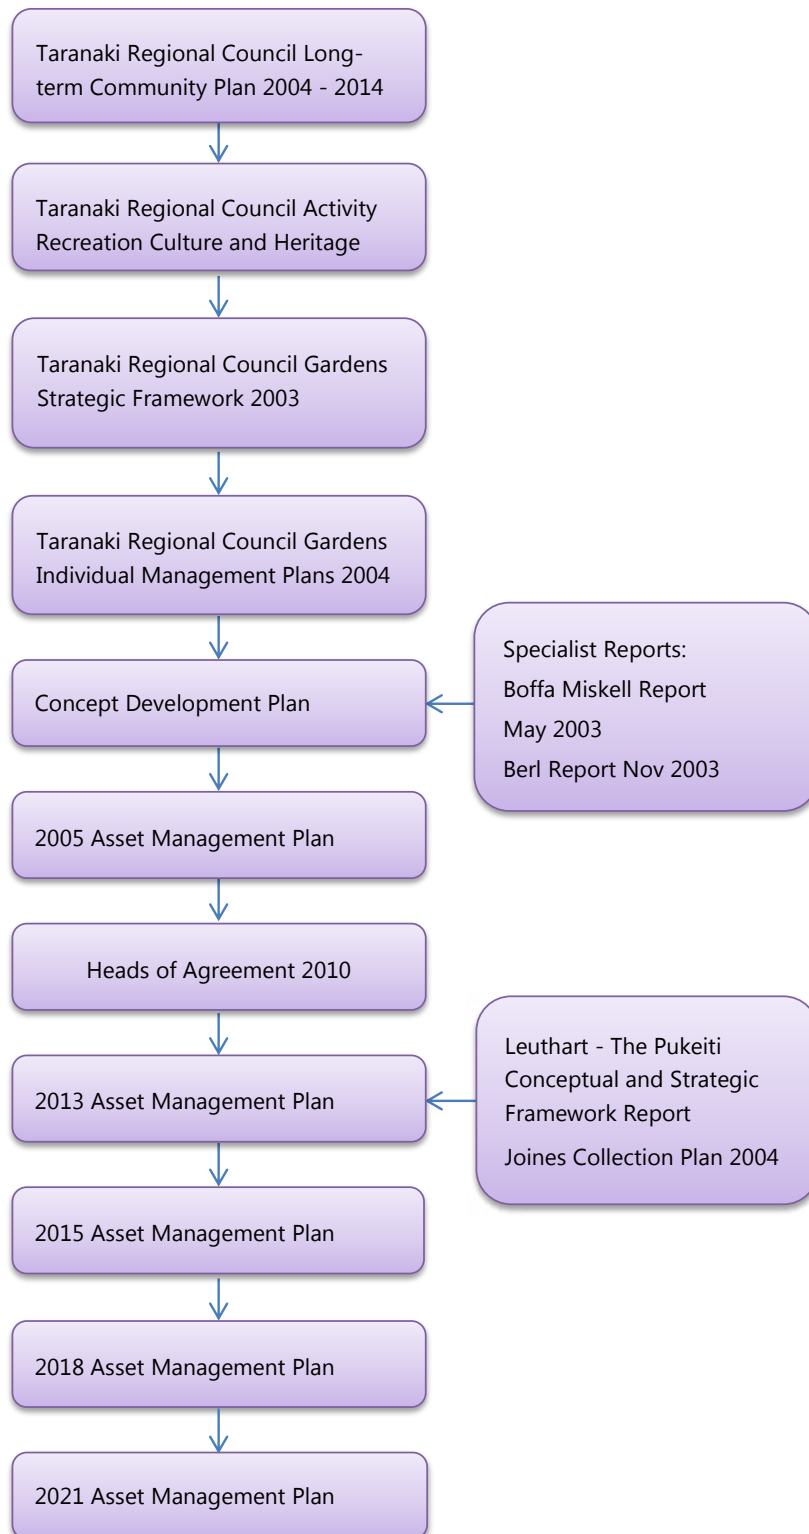 Taranaki Regional Council Long-
term Community Plan 2004 - 2014
Taranaki Regional Council Activity
Recreation Culture and Heritage
Taranaki Regional Council Gardens
Strategic Framework 2003
Taranaki Regional Council Gardens
Individual Management Plans 2004
Concept Development Plan
Specialist Reports:
Boffa Miskell Report
May 2003
Berl Report Nov 2003
2005 Asset Management Plan
Heads of Agreement 2010
2013 Asset Management Plan
Leuthart - The Pukeiti
Conceptual and Strategic
Framework Report
Joines Collection Plan 2004
2015 Asset Management Plan
2018 Asset Management Plan
2021 Asset Management Plan